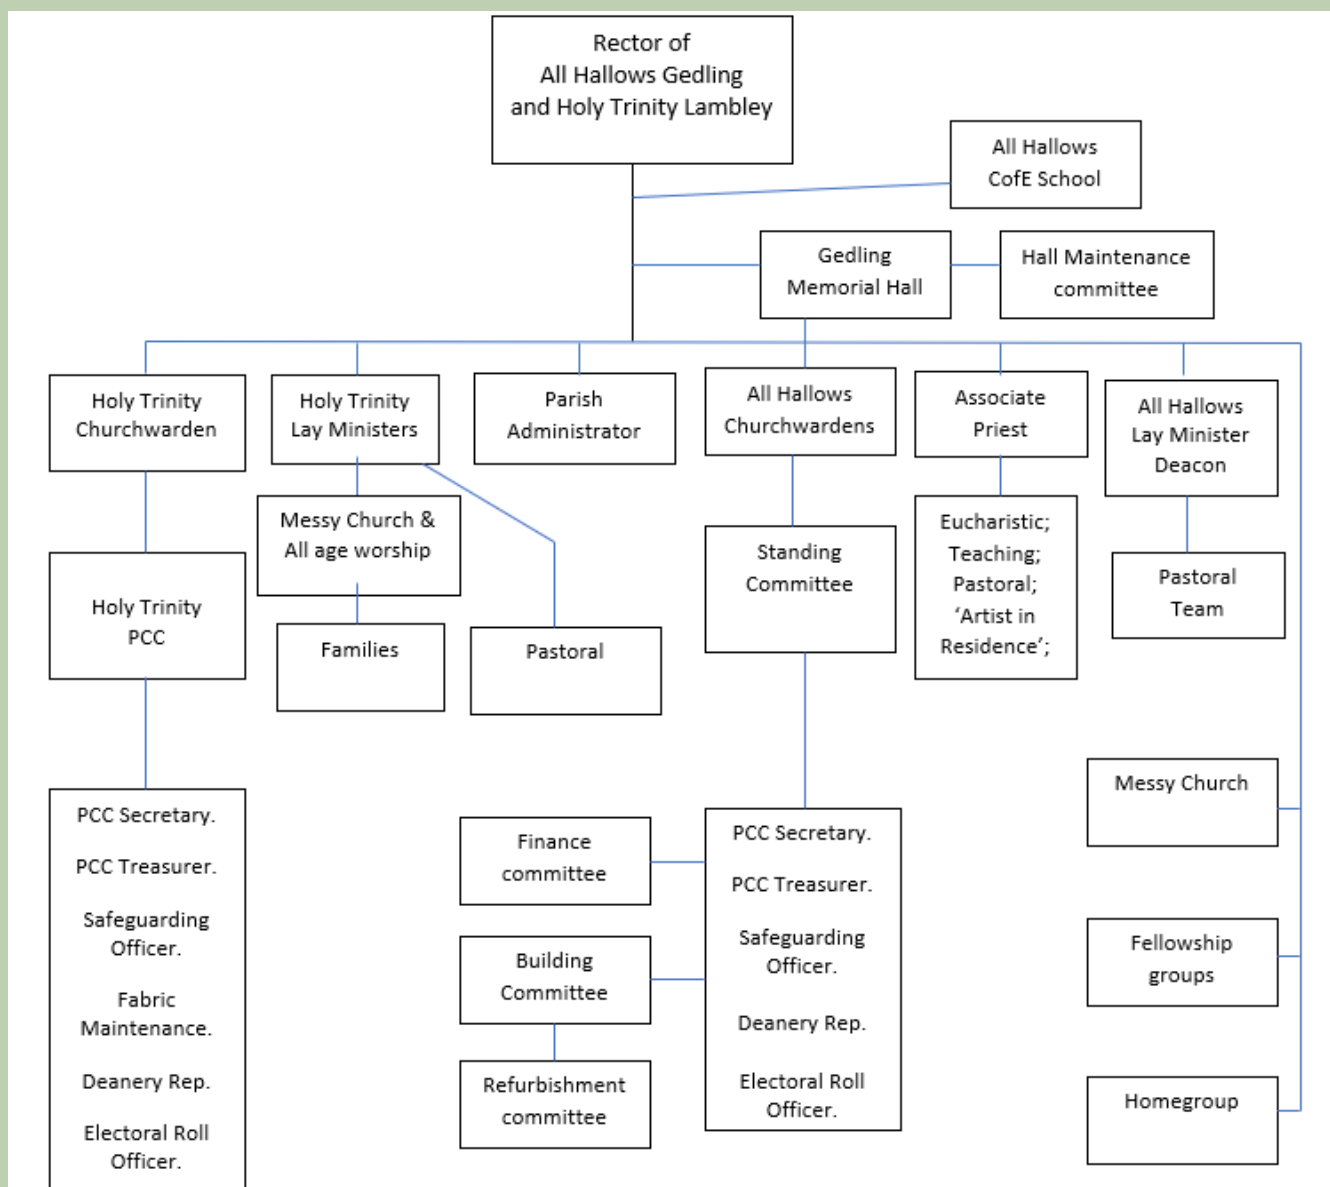 Rector of
All Hallows Gedling
and Holy Trinity Lambley
All Hallows
CofE School
Gedling
Memorial Hall
Hall Maintenance
committee
Holy Trinity
Churchwarden
Holy Trinity
Lay Ministers
Parish
Administrator
All Hallows
Churchwardens
Associate
Priest
All Hallows
Lay Minister
Deacon
Messy Church &
All age worship
Standing
Committee
Eucharistic;
Teaching;
Pastoral;
‘Artist in
Residence’;
Pastoral
Team
Holy Trinity
PCC
Families
Pastoral
PCC Secretary.
PCC Treasurer.
Safeguarding
Officer.
Fabric
Maintenance.
Deanery Rep.
Electoral Roll
Officer.
Finance
committee
Building
Committee
Refurbishment
committee
PCC Secretary.
PCC Treasurer.
Safeguarding
Officer.
Deanery Rep.
Electoral Roll
Officer.
Messy Church
Fellowship
groups
Homegroup